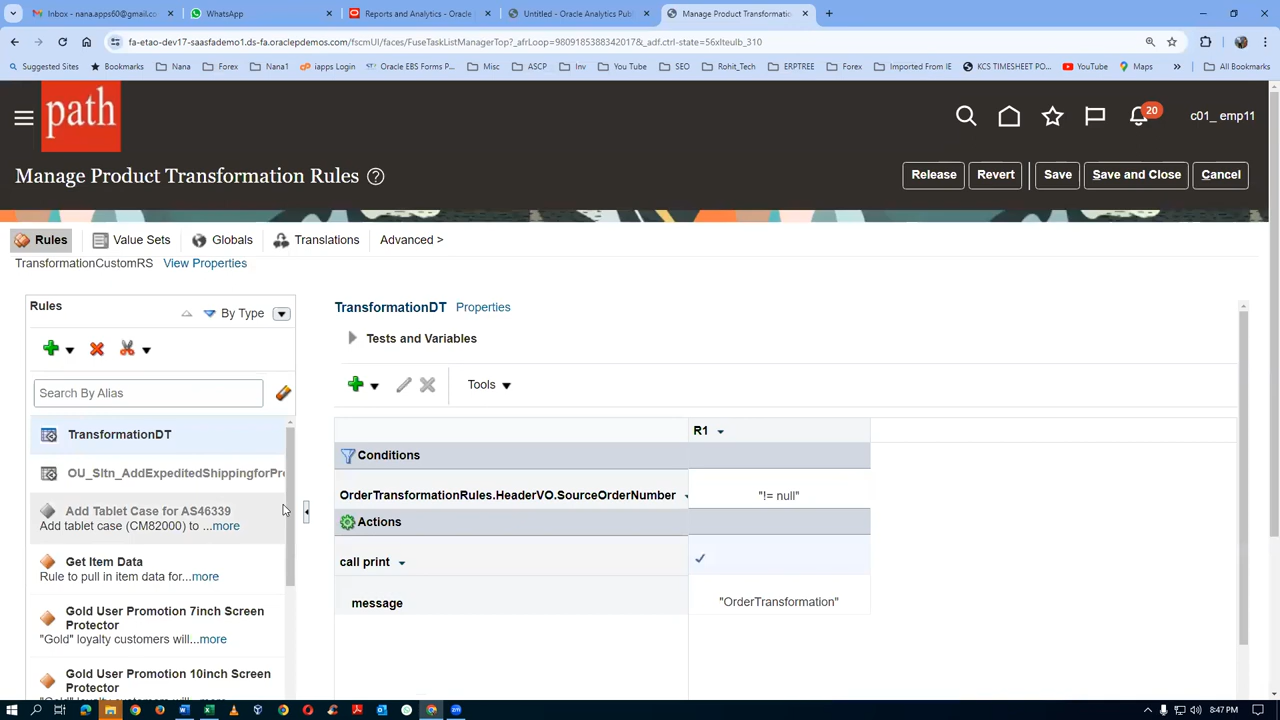 Inbox - nana.apps60@gmail.co
WhatsApp
Reports and Analytics - Oracle
Untitled - Oracle Analytics Pub
Manage Product Transformatio
fa-etao-dev17-saasfademo1.ds-fa.oraclepdemos.com/fscmUI/faces/FuseTaskListManagerTop?_afrLoop=9809185388342017&_adf.ctrl-state=56xlteulb_310
Suggested Sites
Bookmarks
Nana
Forex
Nana1
iapps Login
Oracle EBS Forms P...
Misc
ASCP
Inv
You Tube
SEO
Rohit_Tech
ERPTREE
Forex
Imported From IE
KCS TIMESHEET PO...
YouTube
Maps
»
All Bookmarks
path
20
c01_ emp11
Manage Product Transformation Rules
Release
Revert
Save
Save and Close
Cancel
Rules
Value Sets
Globals
Translations
Advanced >
TransformationCustomRS View Properties
Rules
By Type
TransformationDT Properties
Tests and Variables
Search By Alias
Tools
TransformationDT
R1
Conditions
OU_Sltn_AddExpeditedShippingforPr
OrderTransformationRules.HeaderVO.SourceOrderNumber
"!= null"
Add Tablet Case for AS46339
Add tablet case (CM82000) to ...more
Actions
Get Item Data
Rule to pull in item data for...more
call print
message
"OrderTransformation"
Gold User Promotion 7inch Screen
Protector
"Gold" loyalty customers will...more
Gold User Promotion 10inch Screen
Protector
8:47 PM